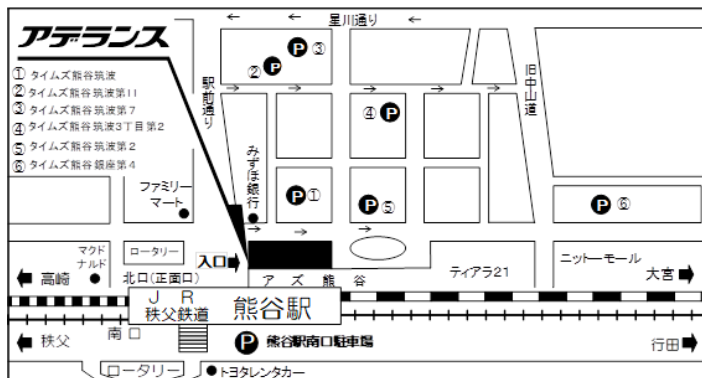 アデランス
① タイムズ熊谷筑波
② タイムズ熊谷筑波第11
③ タイムズ熊谷筑波第7
④ タイムズ熊谷筑波3丁目第2
⑤ タイムズ熊谷筑波第2
⑥ タイムズ熊谷銀座第4
星川通り
P ③
② P
駅前通り
旧中山道
④ P
みずほ銀行
P ①
P ⑤
P ⑥
ファミリー
マート
マクド
ナルド
ロータリー
入口
アズ熊谷
ティアラ21
ニットーモール
高崎
北口(正面口)
大宮
JR
秩父鉄道
熊谷駅
秩父
南口
P 熊谷駅南口駐車場
行田
ロータリー
トヨタレンタカー